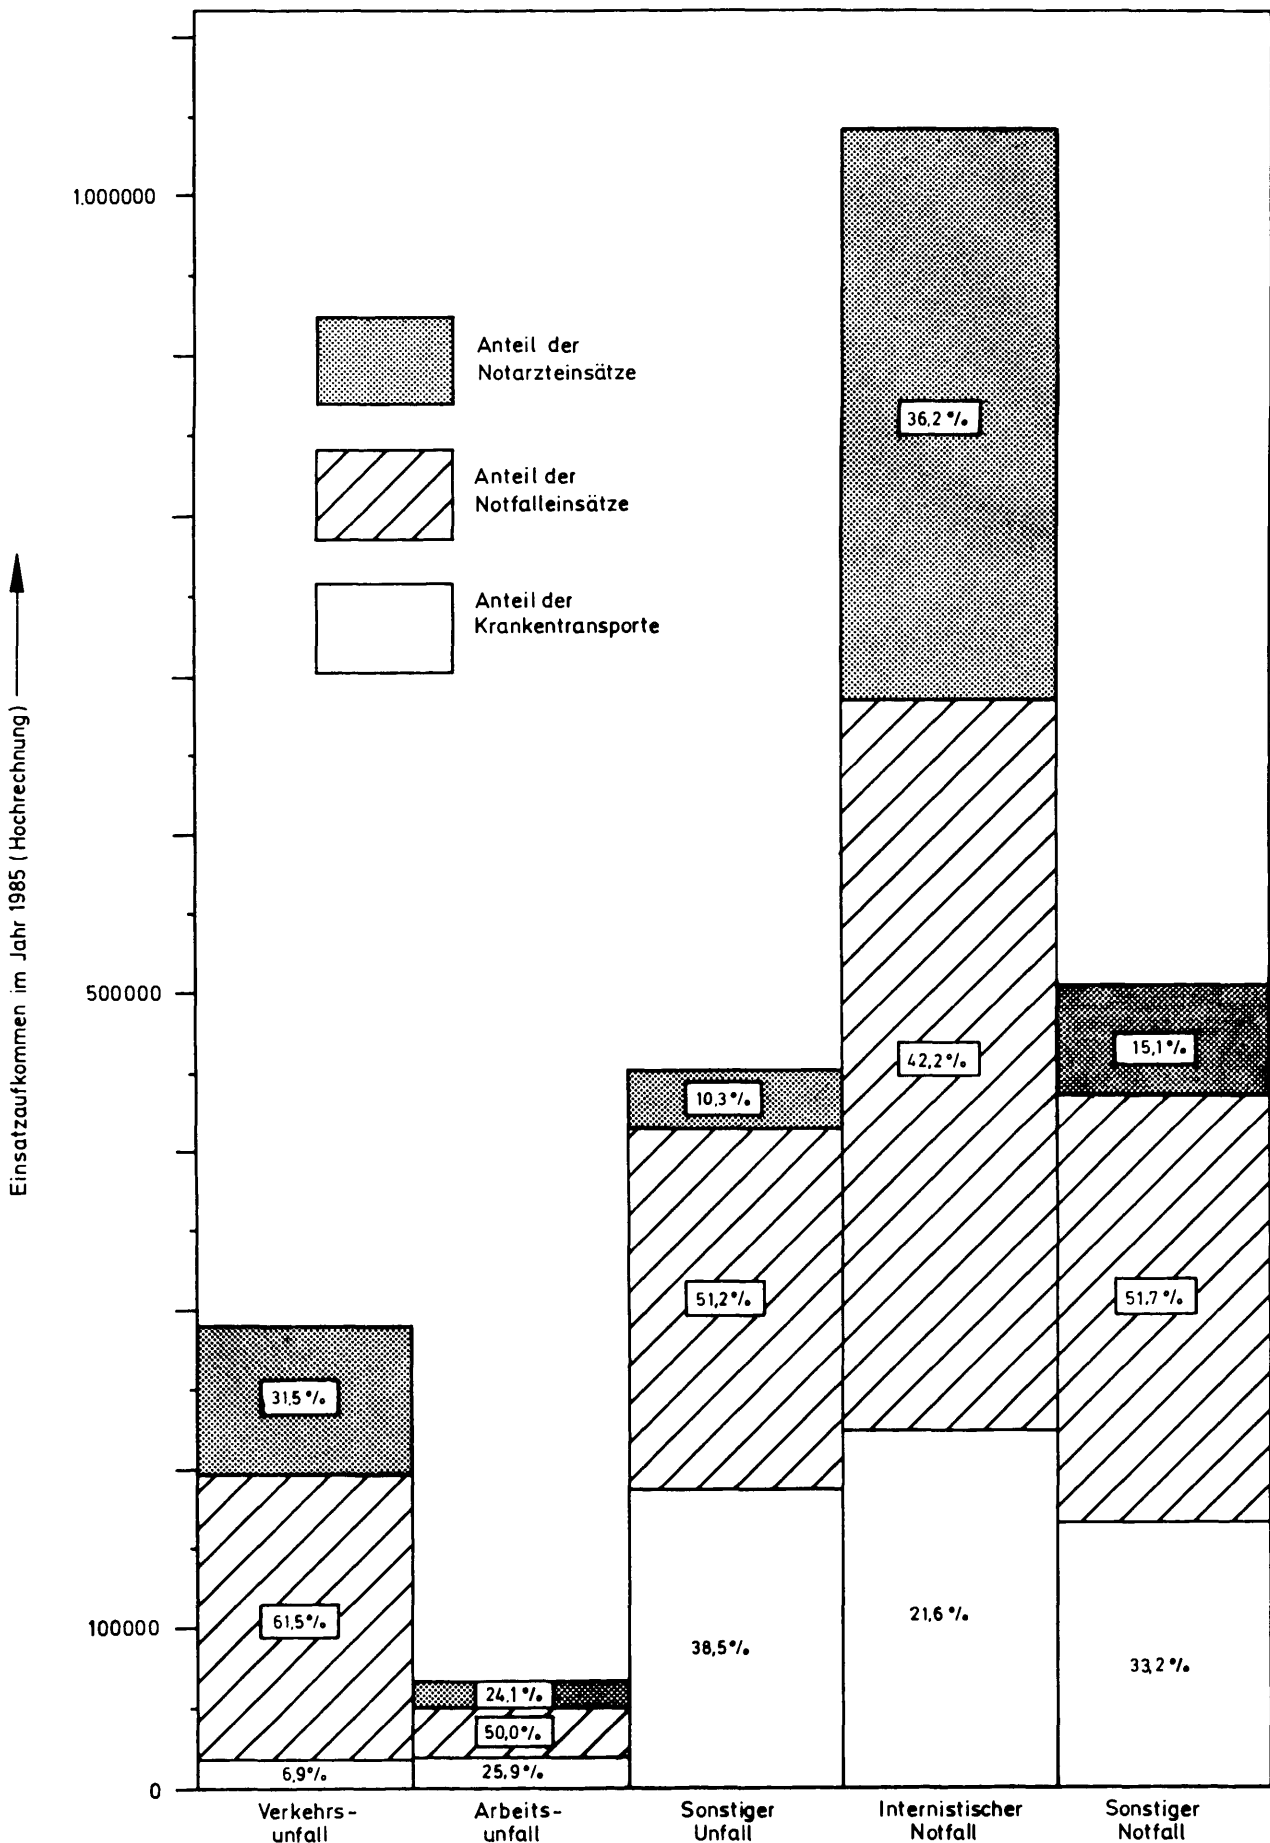 1.000000
500000
100000
0
Einsatzaufkommen im Jahr 1985 (Hochrechnung)
Anteil der
Notarzteinsätze
Anteil der
Notfalleinsätze
Anteil der
Krankentransporte
31,5%
61,5%
6,9%
24,1%
50,0%
25,9%
10,3%
51,2%
38,5%
36,2%
42,2%
21,6%
15,1%
51,7%
33,2%
Verkehrs-
unfall
Arbeits-
unfall
Sonstiger
Unfall
Internistischer
Notfall
Sonstiger
Notfall